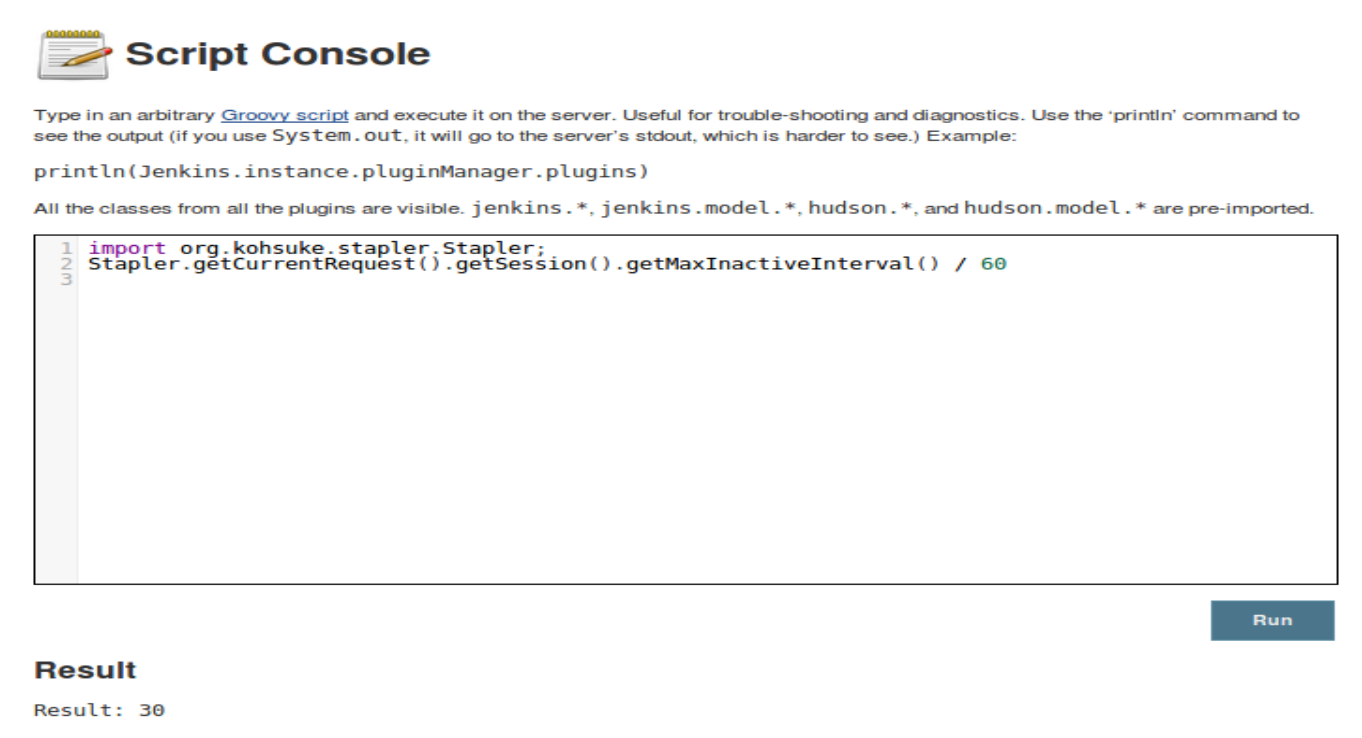 Script Console
Type in an arbitrary Groovy script and execute it on the server. Useful for trouble-shooting and diagnostics. Use the ‘println’ command to
see the output (if you use System.out, it will go to the server’s stdout, which is harder to see.) Example:
println(Jenkins.instance.pluginManager.plugins)
All the classes from all the plugins are visible. jenkins.*, jenkins.model.*, hudson.*, and hudson.model.* are pre-imported.
1 import org.kohsuke.stapler.Stapler;
2 Stapler.getCurrentRequest().getSession().getMaxInactiveInterval() / 60
3
Run
Result
Result: 30